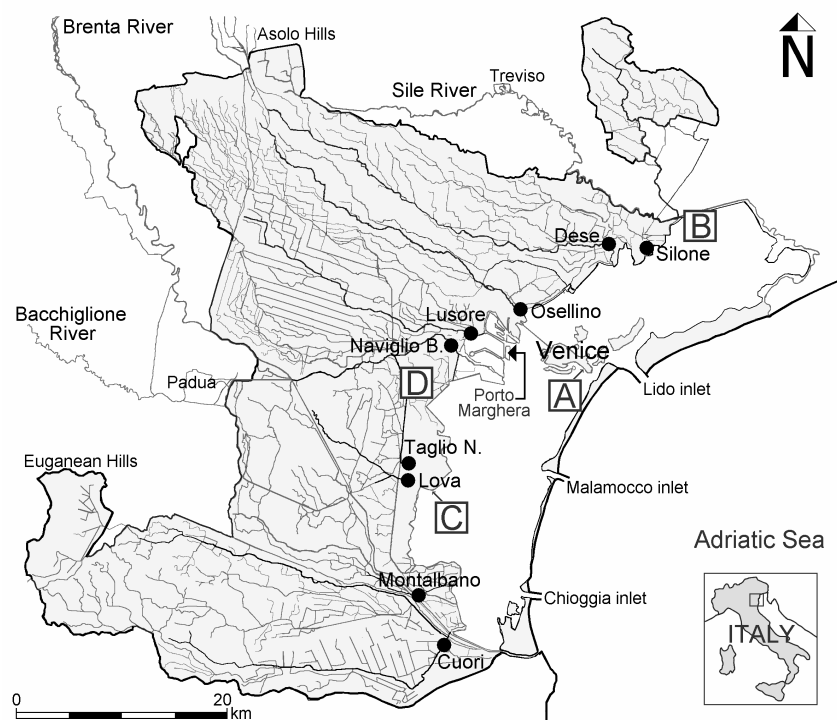 Brenta River
Asolo Hills
N
Sile River
Treviso
B
Dese
Silone
Bacchiglione
River
Lusore
Osellino
Naviglio B.
Venice
Padua
D
Porto
Marghera
A
Lido inlet
Taglio N.
Euganean Hills
Lova
Malamocco inlet
C
Adriatic Sea
Montalbano
Chioggia inlet
ITALY
Cuori
0
20
km